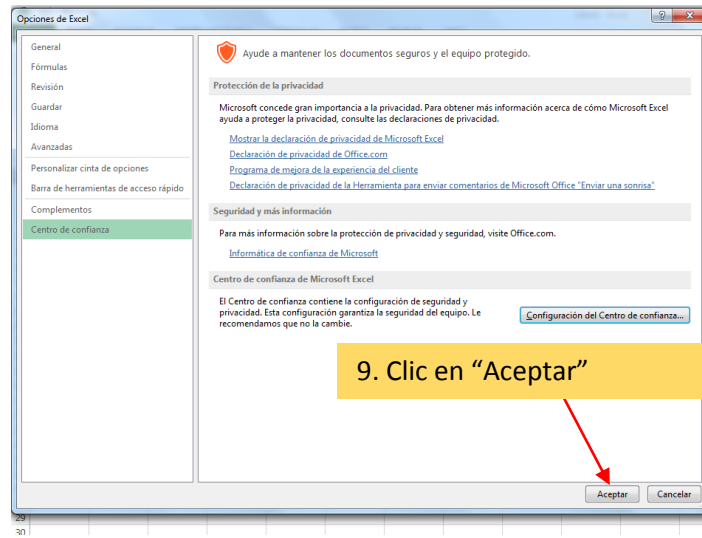 Opciones de Excel
General
Fórmulas
Revisión
Guardar
Idioma
Avanzadas
Personalizar cinta de opciones
Barra de herramientas de acceso rápido
Complementos
Centro de confianza
Ayude a mantener los documentos seguros y el equipo protegido.
Protección de la privacidad
Microsoft concede gran importancia a la privacidad. Para obtener más información acerca de cómo Microsoft Excel
ayuda a proteger la privacidad, consulte las declaraciones de privacidad.
Mostrar la declaración de privacidad de Microsoft Excel
Declaración de privacidad de Office.com
Programa de mejora de la experiencia del cliente
Declaración de privacidad de la Herramienta para enviar comentarios de Microsoft Office "Enviar una sonrisa"
Seguridad y más información
Para más información sobre la protección de privacidad y seguridad, visite Office.com.
Informática de confianza de Microsoft
Centro de confianza de Microsoft Excel
El Centro de confianza contiene la configuración de seguridad y
privacidad. Esta configuración garantiza la seguridad del equipo. Le
recomendamos que no la cambie.
Configuración del Centro de confianza...
9. Clic en “Aceptar”
Aceptar
Cancelar
29
30